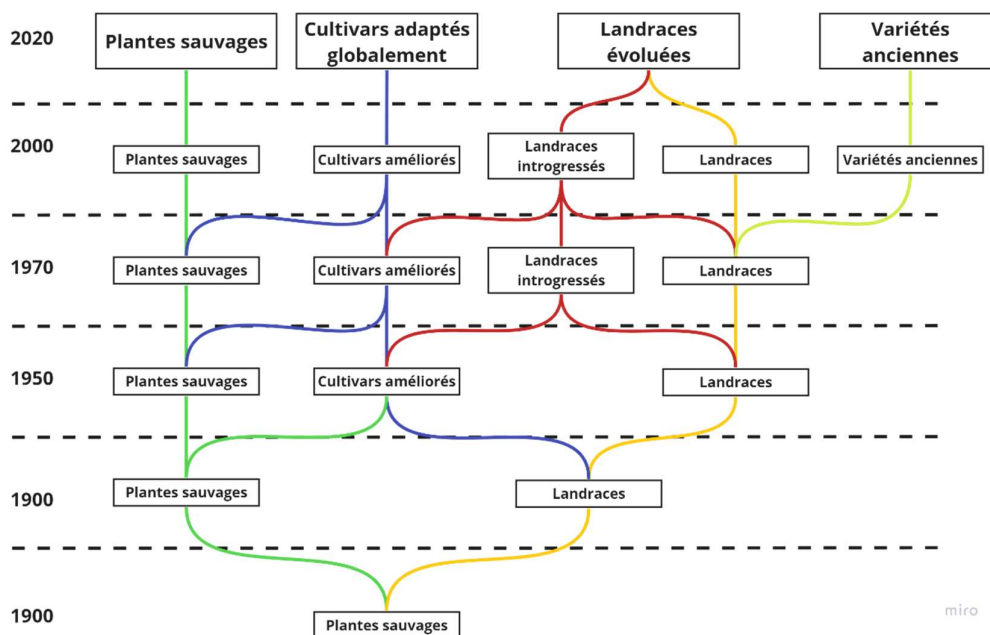 2020
Plantes sauvages
Cultivars adaptés
globalement
Landraces
évoluées
Variétés
anciennes
2000
Plantes sauvages
Cultivars améliorés
Landraces
introgressés
Landraces
Variétés anciennes
1970
Plantes sauvages
Cultivars améliorés
Landraces
introgressés
Landraces
1950
Plantes sauvages
Cultivars améliorés
Landraces
1900
Plantes sauvages
Landraces
1900
Plantes sauvages
miro